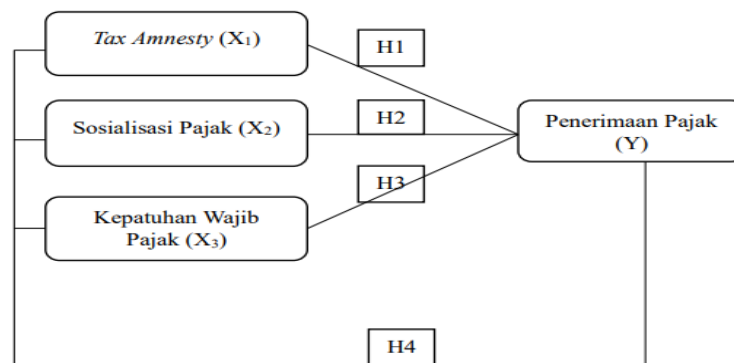 Tax Amnesty (X₁)
H1
Sosialisasi Pajak (X₂)
H2
Penerimaan Pajak
(Y)
H3
Kepatuhan Wajib
Pajak (X₃)
H4